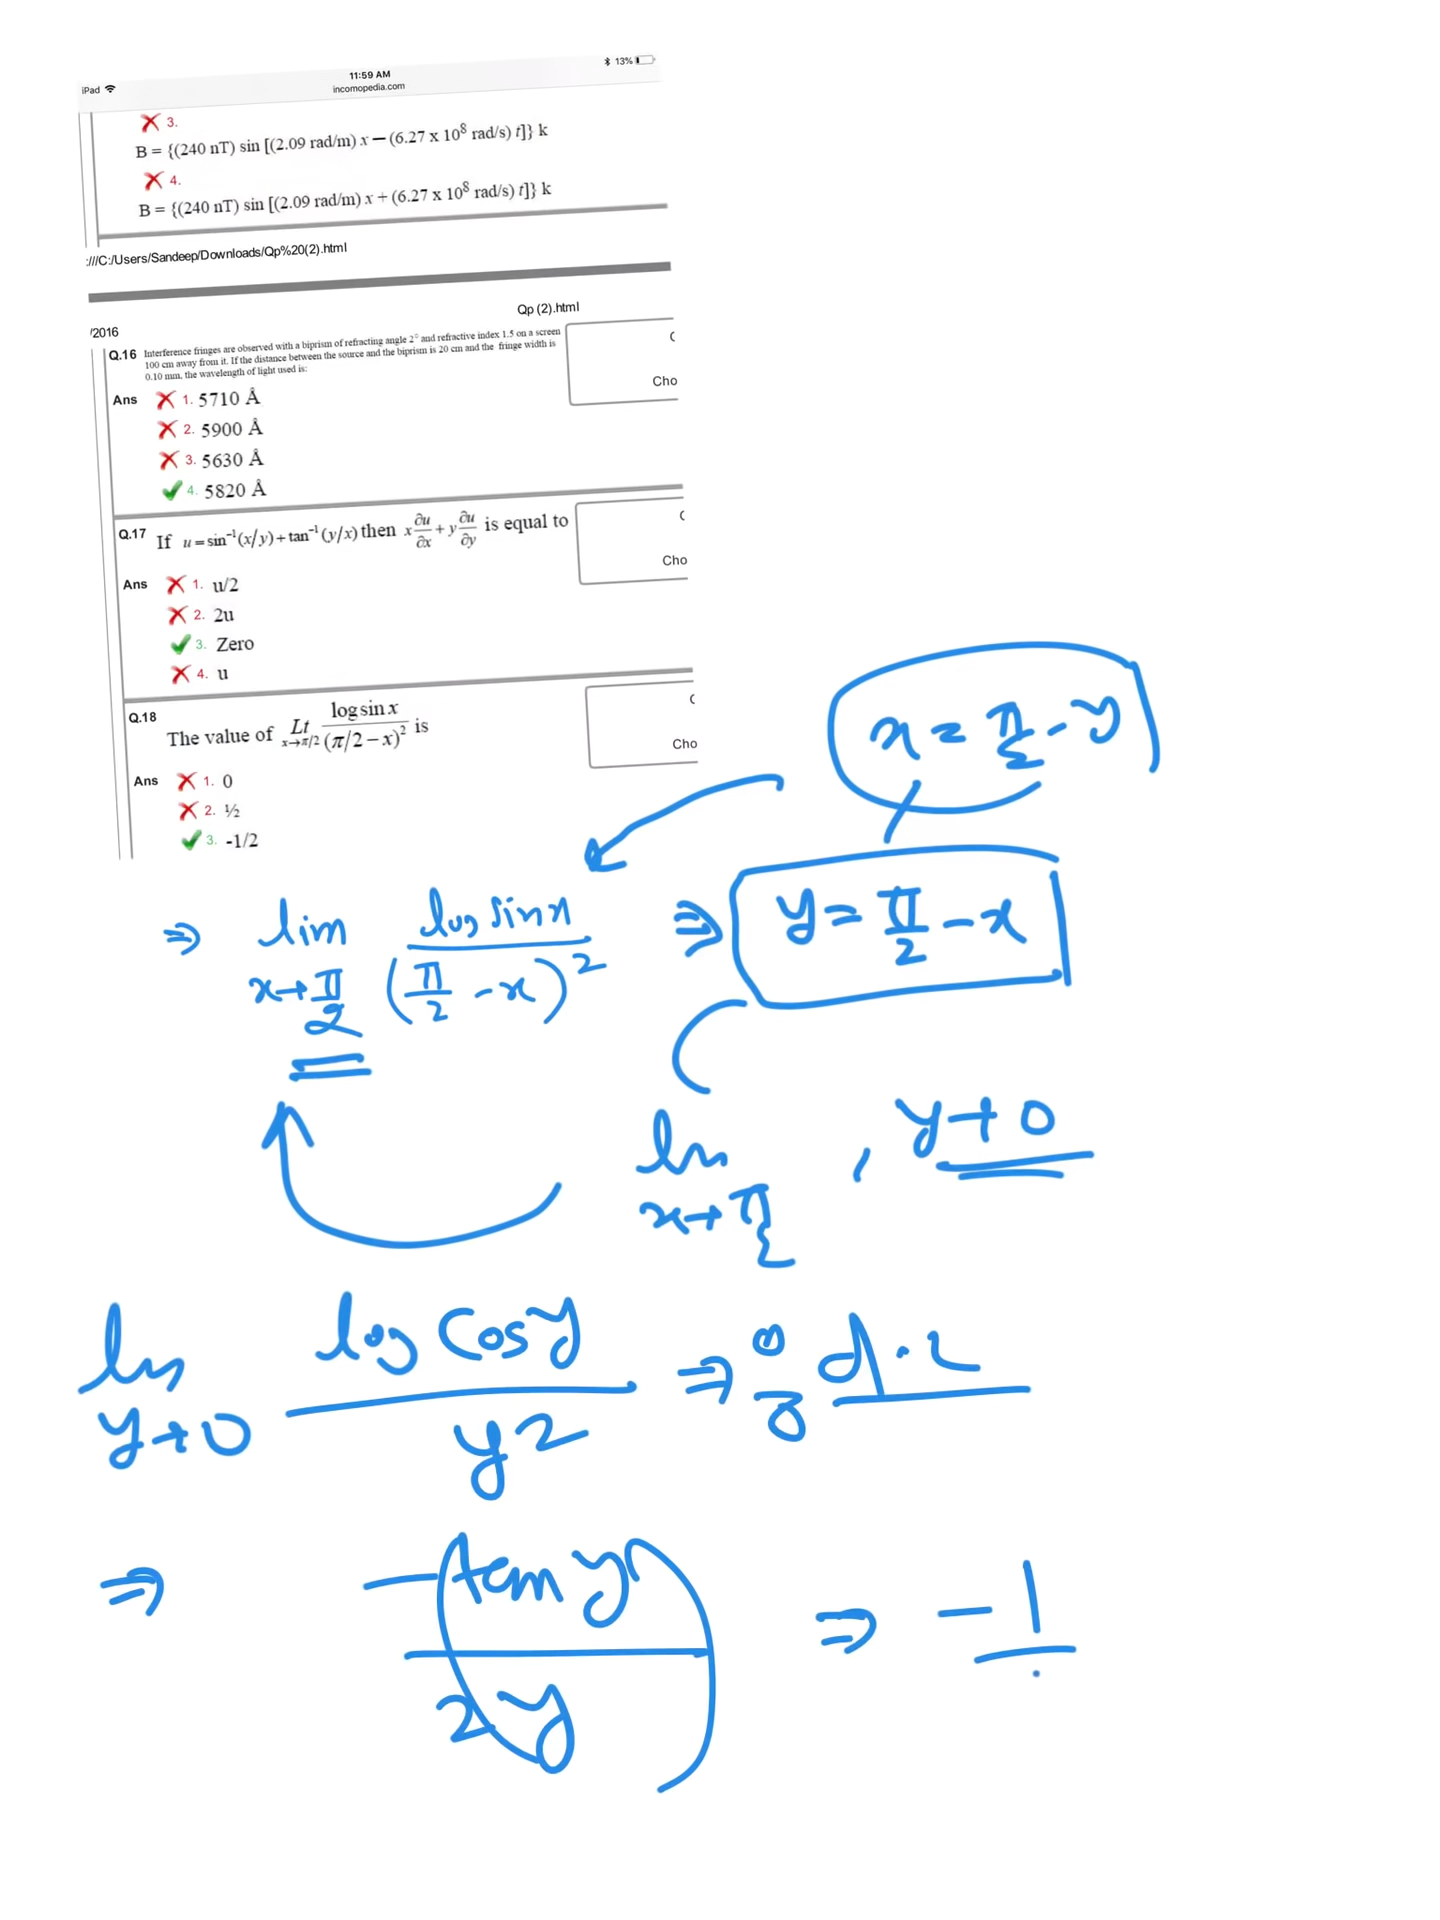 iPad 11:59 AM 13%
incomopedia.com
3.
B = {(240 nT) sin [(2.09 rad/m) x − (6.27 x 10⁸ rad/s) t]} k
4.
B = {(240 nT) sin [(2.09 rad/m) x + (6.27 x 10⁸ rad/s) t]} k
:///C:/Users/Sandeep/Downloads/Qp%20(2).html
Qp (2).html
/2016
Q.16 Interference fringes are observed with a biprism of refracting angle 2° and refractive index 1.5 on a screen
100 cm away from it. If the distance between the source and the biprism is 20 cm and the fringe width is
0.10 mm, the wavelength of light used is:
Cho
Ans 1. 5710 Å
2. 5900 Å
3. 5630 Å
4. 5820 Å
Q.17 If u = sin⁻¹(x/y) + tan⁻¹(y/x) then x ∂u/∂x + y ∂u/∂y is equal to
Cho
Ans 1. u/2
2. 2u
3. Zero
4. u
Q.18 The value of Lt x→π/2 log sin x / (π/2 − x)² is
Cho
Ans 1. 0
2. ½
3. -1/2
x = π/2 - y
⇒ lim x→π/2 log sin x / (π/2 - x)² ⇒ y = π/2 - x
lim x→π/2 , y→0
lim y→0 log cos y / y2 ⇒ 0/0
⇒ - tan y / 2y ⇒ -1